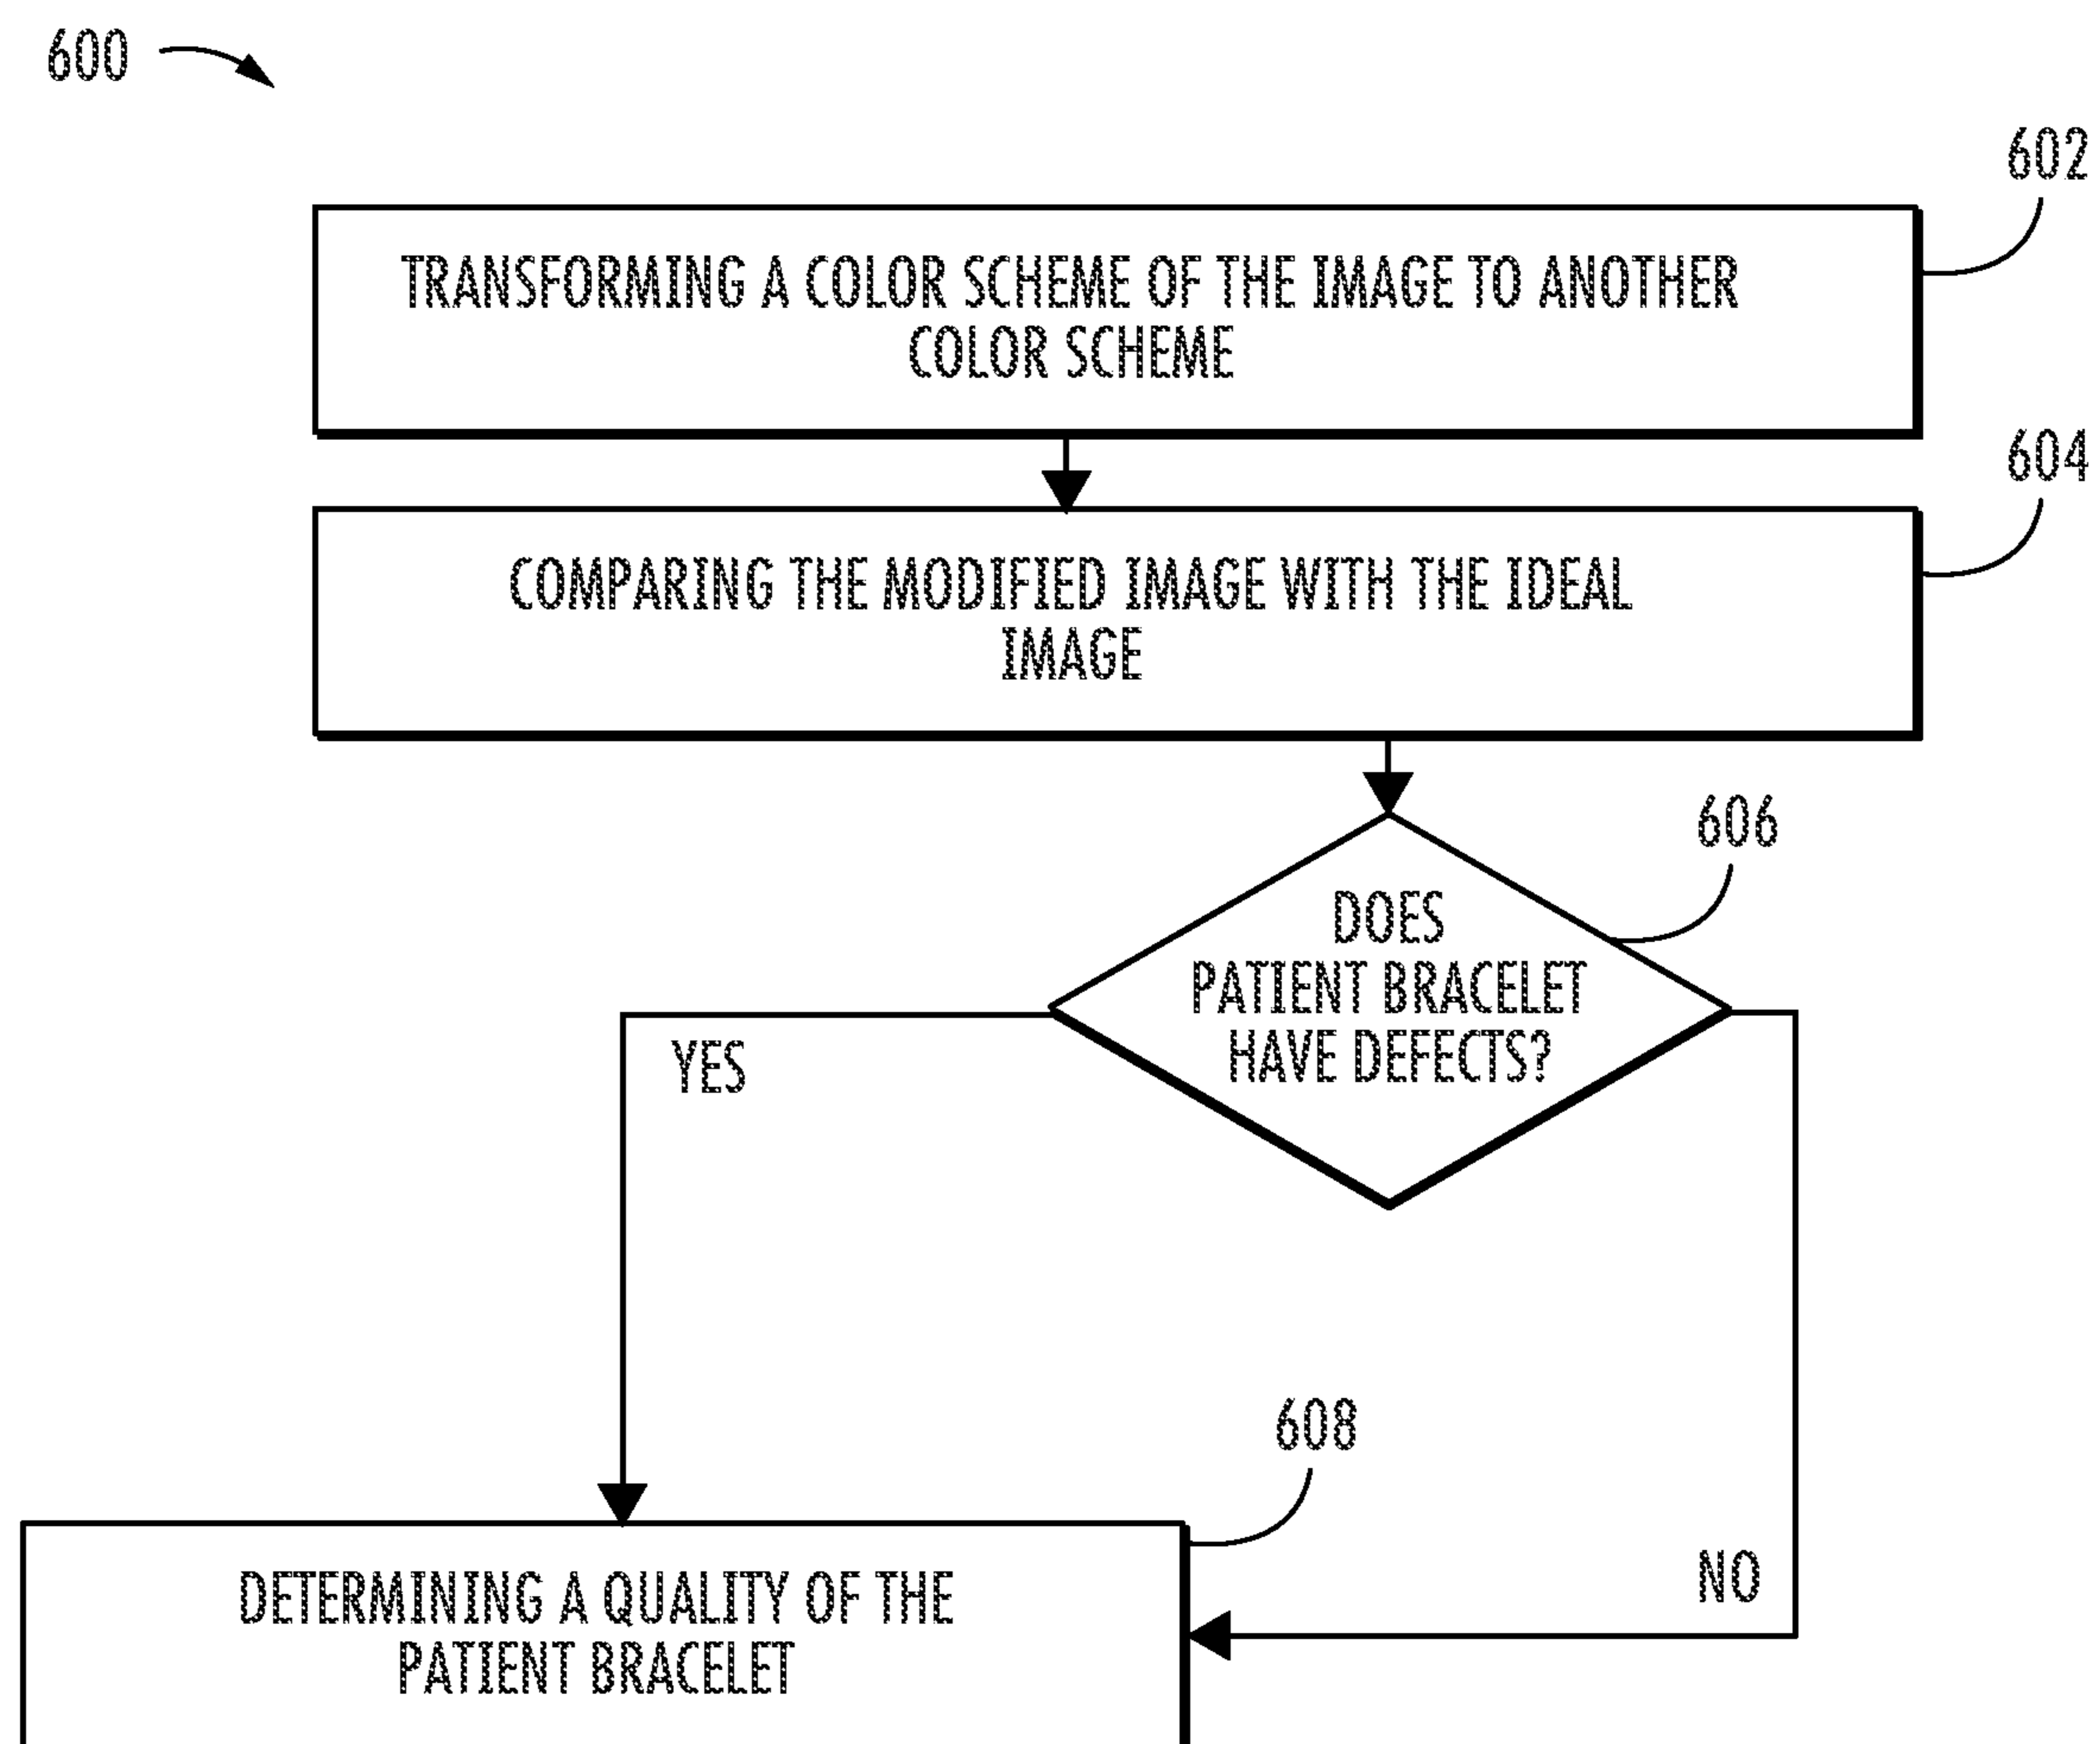 600
602
TRANSFORMING A COLOR SCHEME OF THE IMAGE TO ANOTHER
COLOR SCHEME
604
COMPARING THE MODIFIED IMAGE WITH THE IDEAL
IMAGE
606
DOES
PATIENT BRACELET
HAVE DEFECTS?
YES
608
NO
DETERMINING A QUALITY OF THE
PATIENT BRACELET